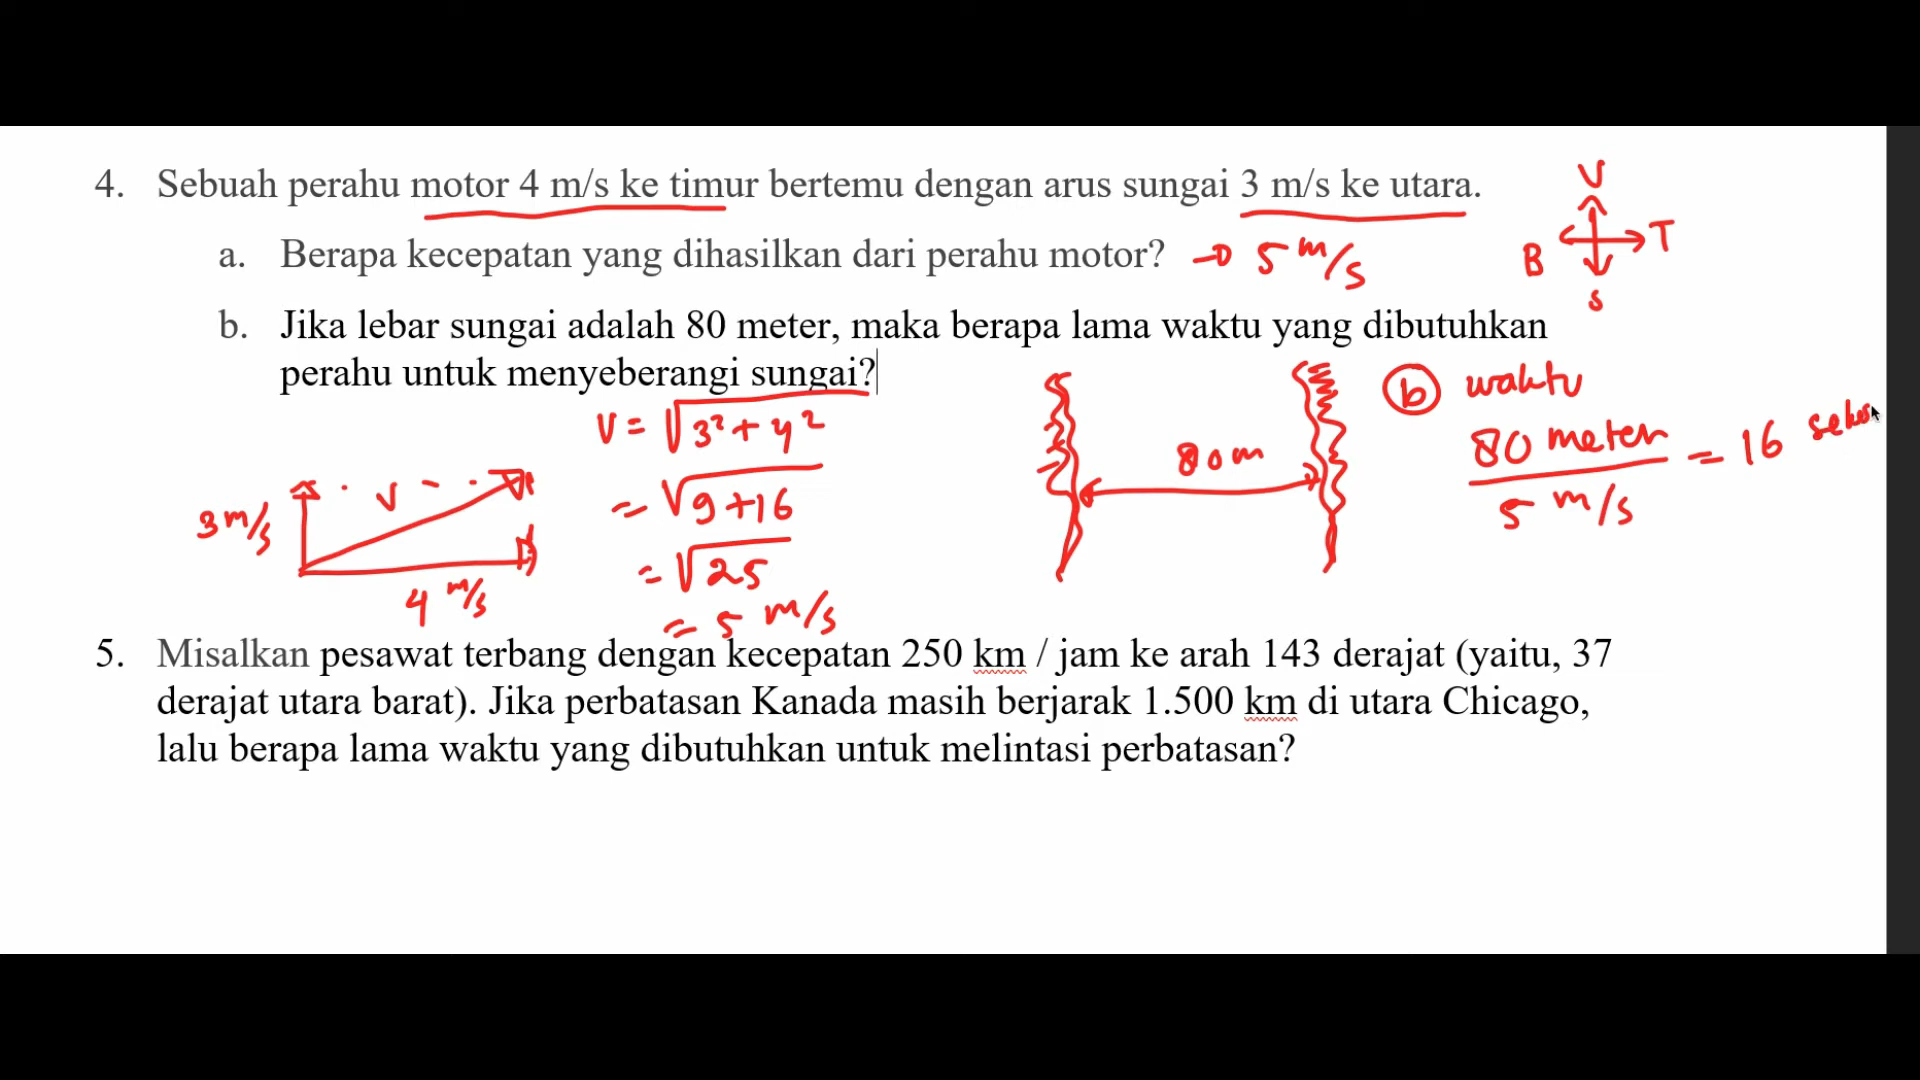 4. Sebuah perahu motor 4 m/s ke timur bertemu dengan arus sungai 3 m/s ke utara.
a. Berapa kecepatan yang dihasilkan dari perahu motor? → 5 m/s
U
B T
S
b. Jika lebar sungai adalah 80 meter, maka berapa lama waktu yang dibutuhkan
perahu untuk menyeberangi sungai?
V = √3² + 4²
= √9 + 16
= √25
= 5 m/s
3 m/s
V
4 m/s
80 m
b waktu
80 meter
5 m/s
= 16
5. Misalkan pesawat terbang dengan kecepatan 250 km / jam ke arah 143 derajat (yaitu, 37
derajat utara barat). Jika perbatasan Kanada masih berjarak 1.500 km di utara Chicago,
lalu berapa lama waktu yang dibutuhkan untuk melintasi perbatasan?